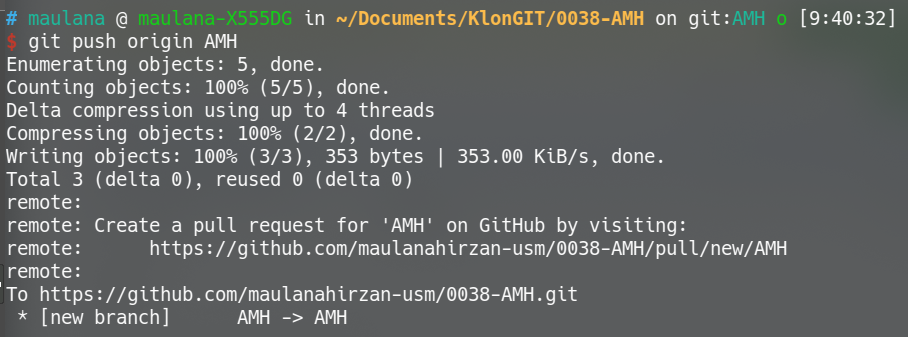 # maulana @ maulana-X555DG in ~/Documents/KlonGIT/0038-AMH on git:AMH o [9:40:32]
$ git push origin AMH
Enumerating objects: 5, done.
Counting objects: 100% (5/5), done.
Delta compression using up to 4 threads
Compressing objects: 100% (2/2), done.
Writing objects: 100% (3/3), 353 bytes | 353.00 KiB/s, done.
Total 3 (delta 0), reused 0 (delta 0)
remote:
remote: Create a pull request for 'AMH' on GitHub by visiting:
remote:      https://github.com/maulanahirzan-usm/0038-AMH/pull/new/AMH
remote:
To https://github.com/maulanahirzan-usm/0038-AMH.git
 * [new branch]      AMH -> AMH